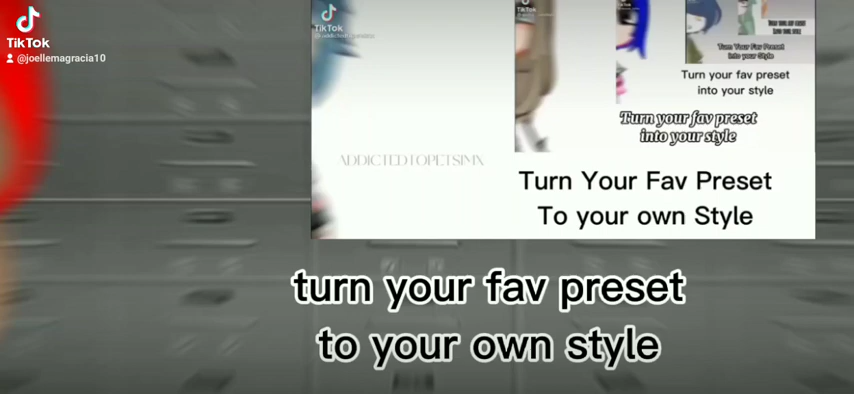 TikTok
@joellemagracia10
TikTok
ADDICTEDTOPETSIMX
Turn Your Fav Preset
into your Style
Turn your fav preset
into your style
Turn your fav preset
into your style
Turn Your Fav Preset
To your own Style
turn your fav preset
to your own style